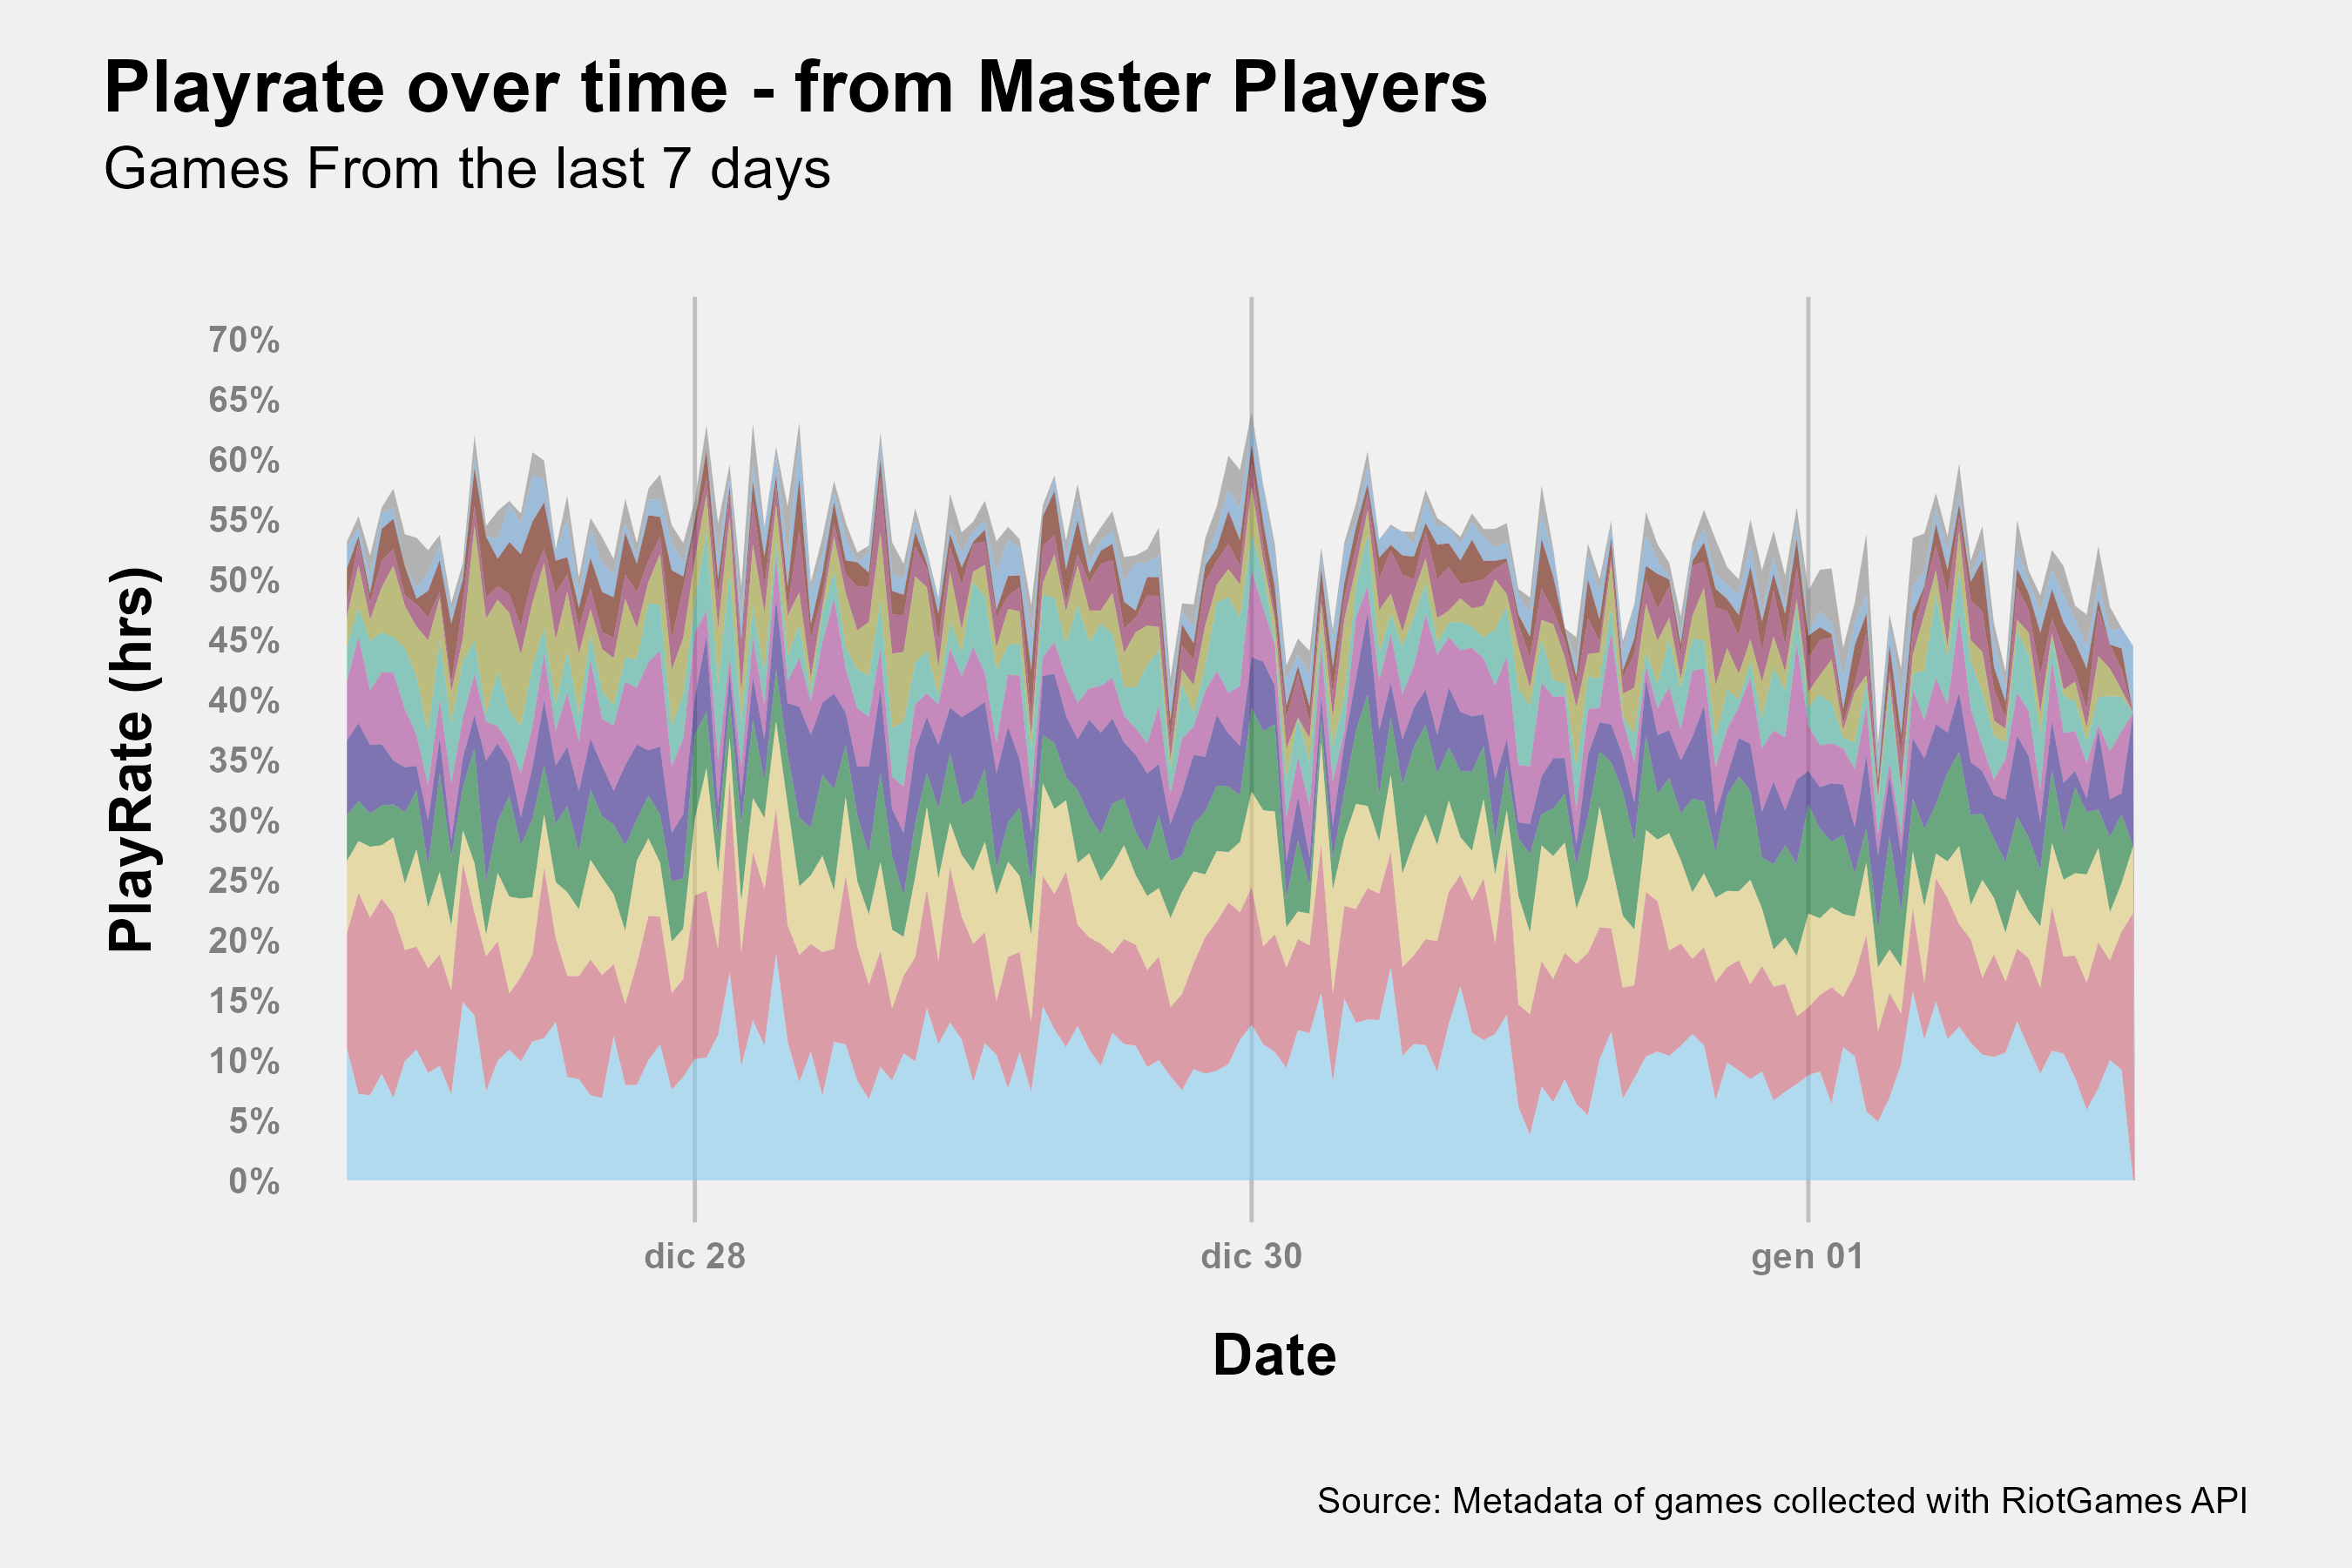 Playrate over time - from Master Players
Games From the last 7 days
PlayRate (hrs)
70%
65%
60%
55%
50%
45%
40%
35%
30%
25%
20%
15%
10%
5%
0%
dic 28
dic 30
gen 01
Date
Source: Metadata of games collected with RiotGames API